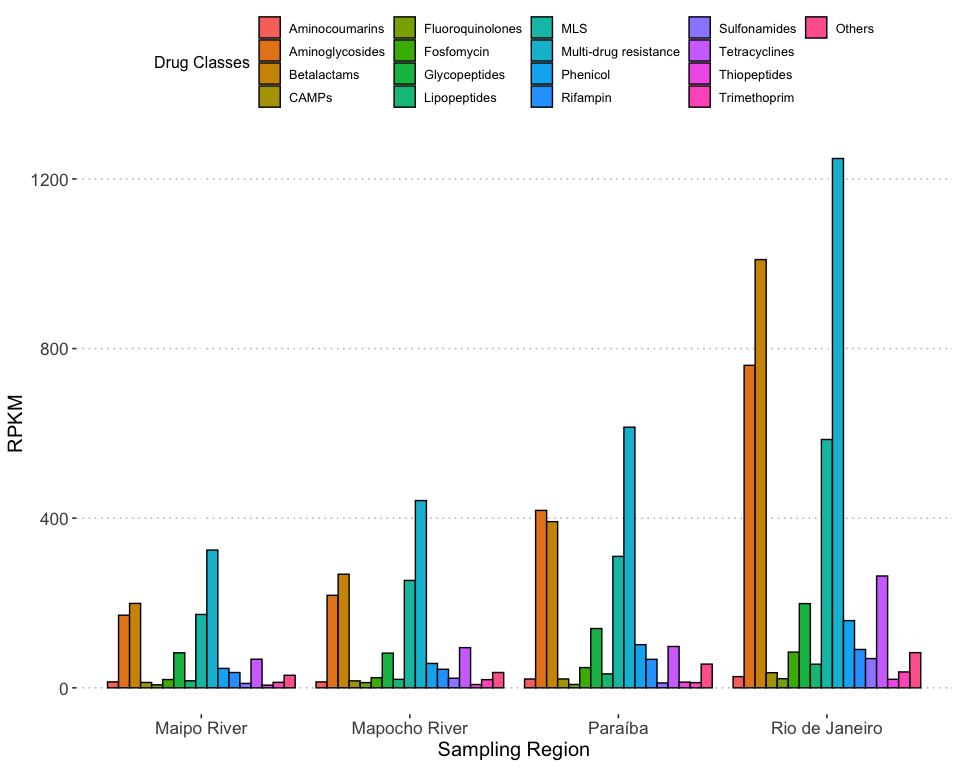 Drug Classes
Aminocoumarins
Aminoglycosides
Betalactams
CAMPs
Fluoroquinolones
Fosfomycin
Glycopeptides
Lipopeptides
MLS
Multi-drug resistance
Phenicol
Rifampin
Sulfonamides
Tetracyclines
Thiopeptides
Trimethoprim
Others
1200
800
400
0
RPKM
Maipo River
Mapocho River
Paraíba
Rio de Janeiro
Sampling Region